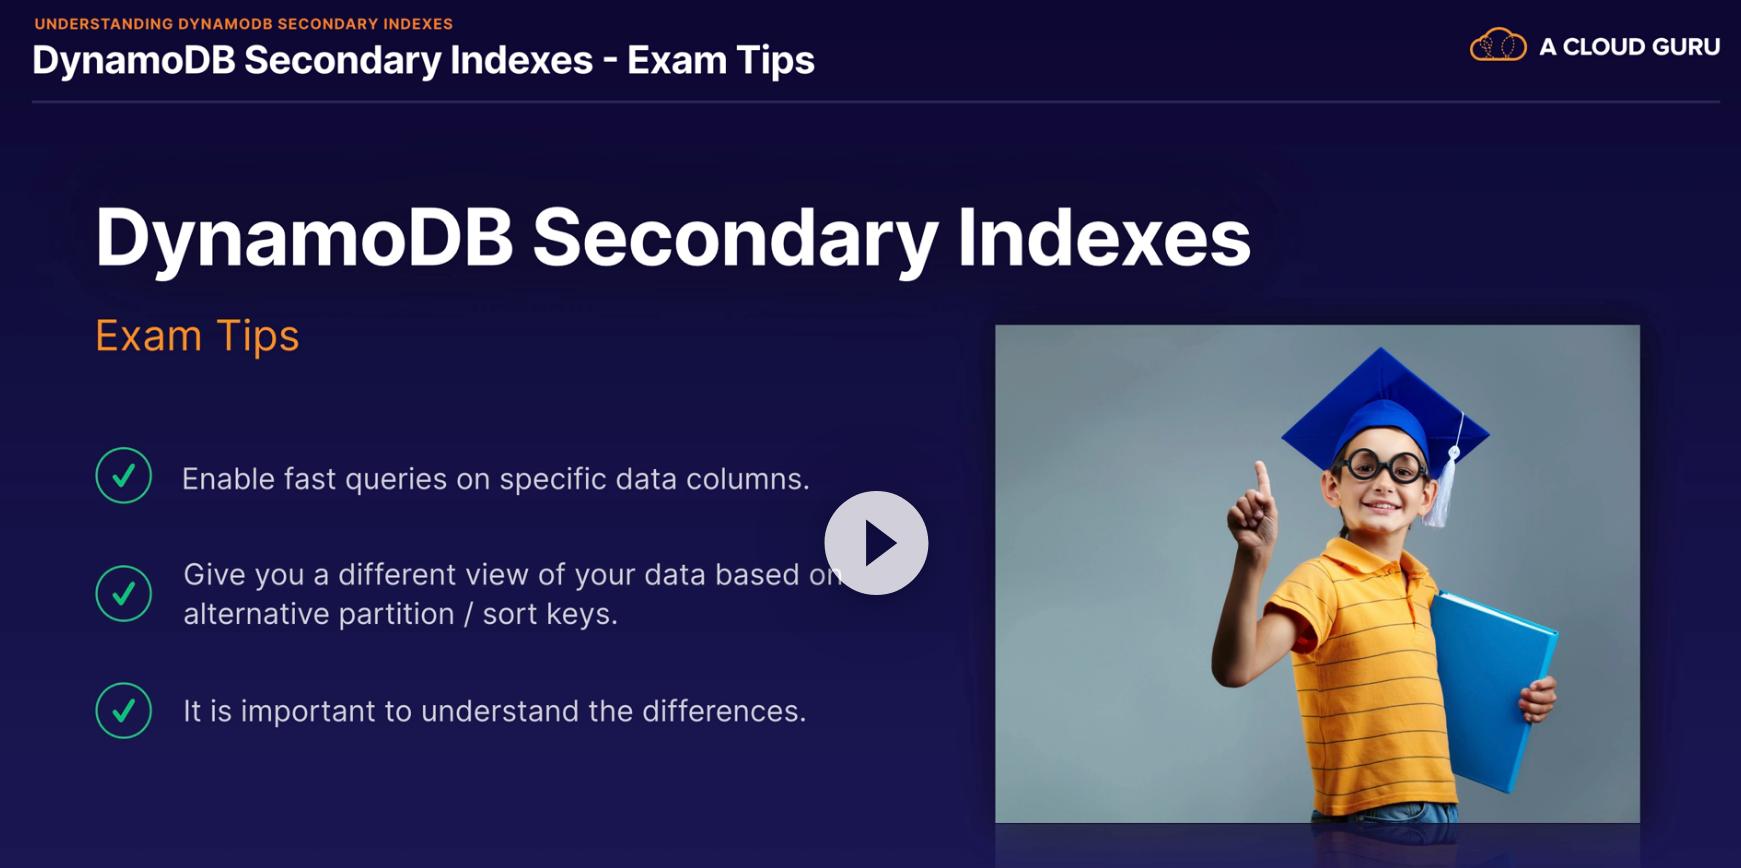 UNDERSTANDING DYNAMODB SECONDARY INDEXES
DynamoDB Secondary Indexes - Exam Tips
A CLOUD GURU
DynamoDB Secondary Indexes
Exam Tips
Enable fast queries on specific data columns.
Give you a different view of your data based on
alternative partition / sort keys.
It is important to understand the differences.